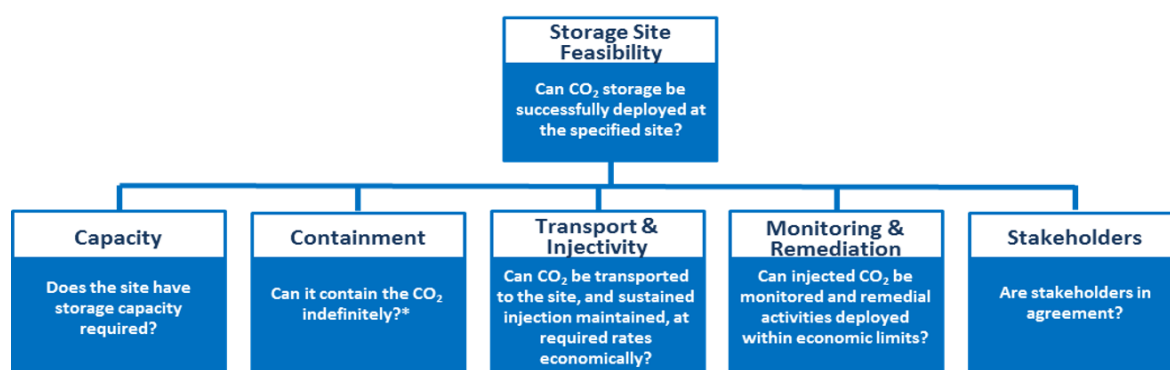 Storage Site
Feasibility
Can CO₂ storage be
successfully deployed at
the specified site?
Capacity
Does the site have
storage capacity
required?
Containment
Can it contain the CO₂
indefinitely?*
Transport &
Injectivity
Can CO₂ be transported
to the site, and sustained
injection maintained, at
required rates
economically?
Monitoring &
Remediation
Can injected CO₂ be
monitored and remedial
activities deployed
within economic limits?
Stakeholders
Are stakeholders in
agreement?